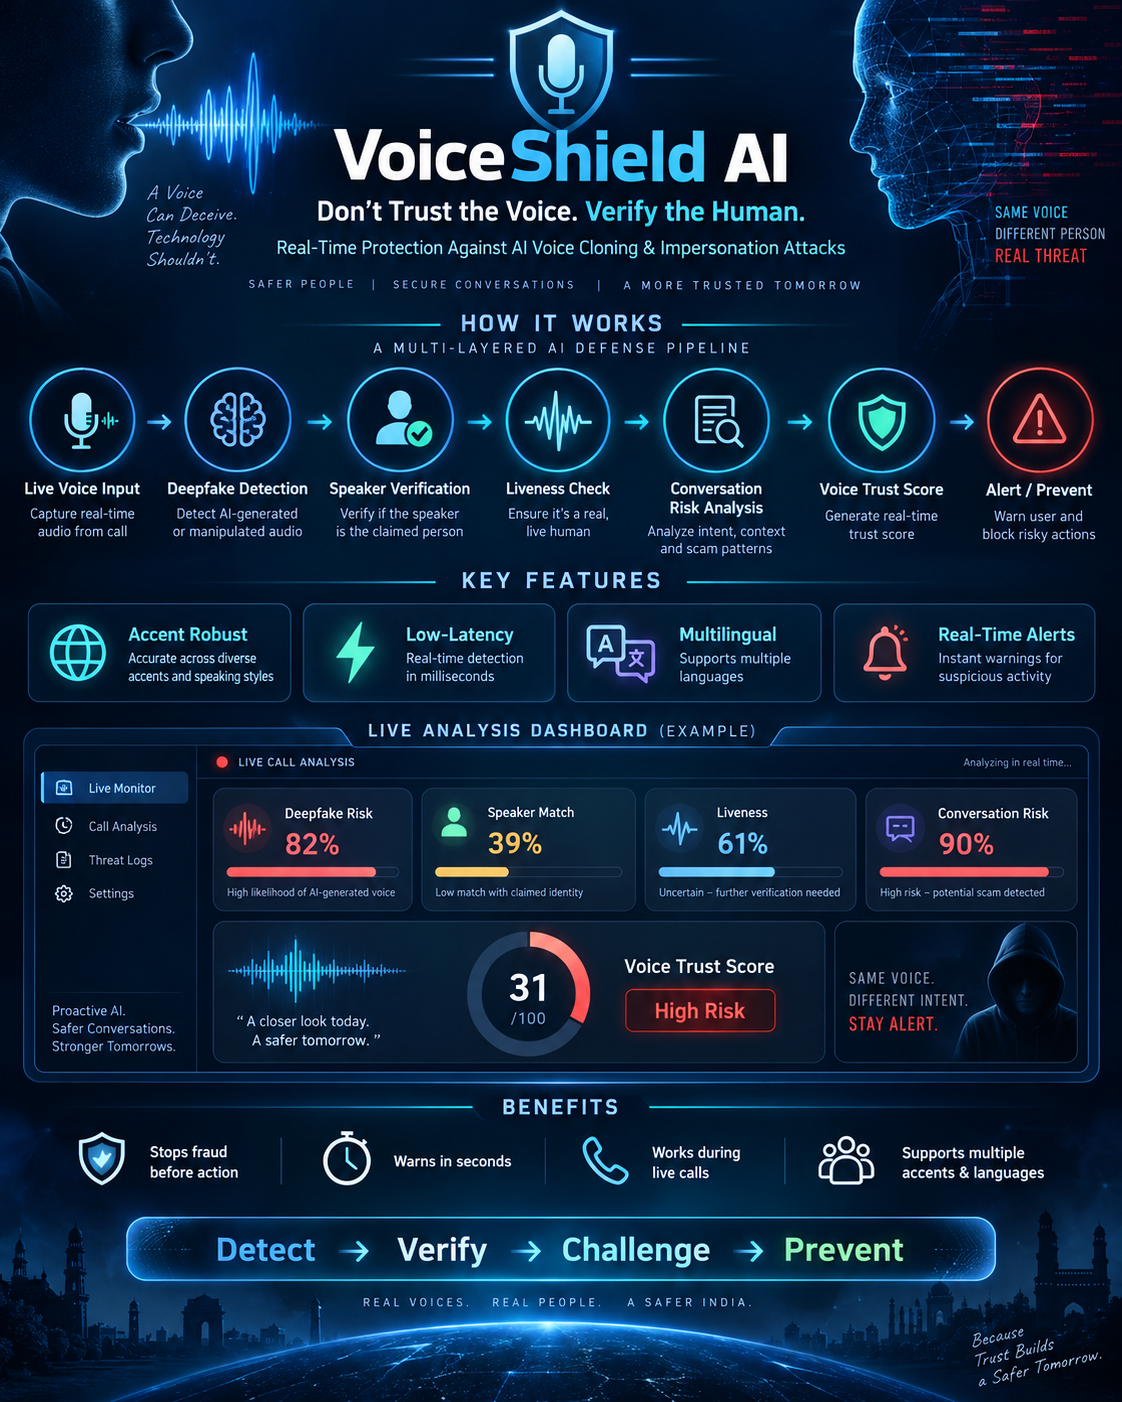 VoiceShield AI
Don't Trust the Voice. Verify the Human.
Real-Time Protection Against AI Voice Cloning & Impersonation Attacks
SAFER PEOPLE | SECURE CONVERSATIONS | A MORE TRUSTED TOMORROW
A Voice
Can Deceive.
Technology
Shouldn't.
SAME VOICE
DIFFERENT PERSON
REAL THREAT
HOW IT WORKS
A MULTI-LAYERED AI DEFENSE PIPELINE
Live Voice Input
Capture real-time
audio from call
Deepfake Detection
Detect AI-generated
or manipulated audio
Speaker Verification
Verify if the speaker
is the claimed person
Liveness Check
Ensure it's a real,
live human
Conversation
Risk Analysis
Analyze intent, context
and scam patterns
Voice Trust Score
Generate real-time
trust score
Alert / Prevent
Warn user and
block risky actions
KEY FEATURES
Accent Robust
Accurate across diverse
accents and speaking styles
Low-Latency
Real-time detection
in milliseconds
A 文
Multilingual
Supports multiple
languages
Real-Time Alerts
Instant warnings for
suspicious activity
LIVE ANALYSIS DASHBOARD (EXAMPLE)
Live Monitor
Call Analysis
Threat Logs
Settings
Proactive AI.
Safer Conversations.
Stronger Tomorrows.
LIVE CALL ANALYSIS
Analyzing in real time...
Deepfake Risk
82%
High likelihood of AI-generated voice
Speaker Match
39%
Low match with claimed identity
Liveness
61%
Uncertain – further verification needed
Conversation Risk
90%
High risk – potential scam detected
“ A closer look today.
A safer tomorrow. ”
31
/100
Voice Trust Score
High Risk
SAME VOICE.
DIFFERENT INTENT.
STAY ALERT.
BENEFITS
Stops fraud
before action
Warns in seconds
Works during
live calls
Supports multiple
accents & languages
Detect → Verify → Challenge → Prevent
REAL VOICES. REAL PEOPLE. A SAFER INDIA.
Because
Trust Builds
a Safer Tomorrow.